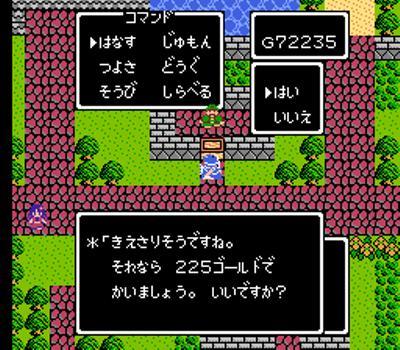 コマンド
▶はなす　じゅもん
つよさ　どうぐ
そうび　しらべる
G72235
▶はい
いいえ
＊「きえさりそうですね。
それなら　225ゴールドで
かいましょう。　いいですか？